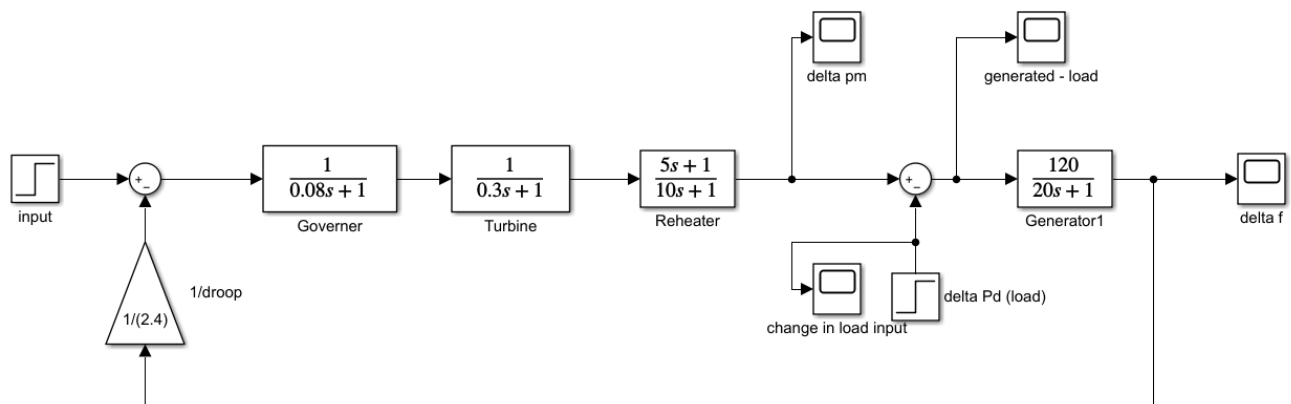 delta pm
generated - load
input
+
−
1
0.08s + 1
Governer
1
0.3s + 1
Turbine
5s + 1
10s + 1
Reheater
+
−
120
20s + 1
Generator1
delta f
1/droop
1/(2.4)
change in load input
delta Pd (load)